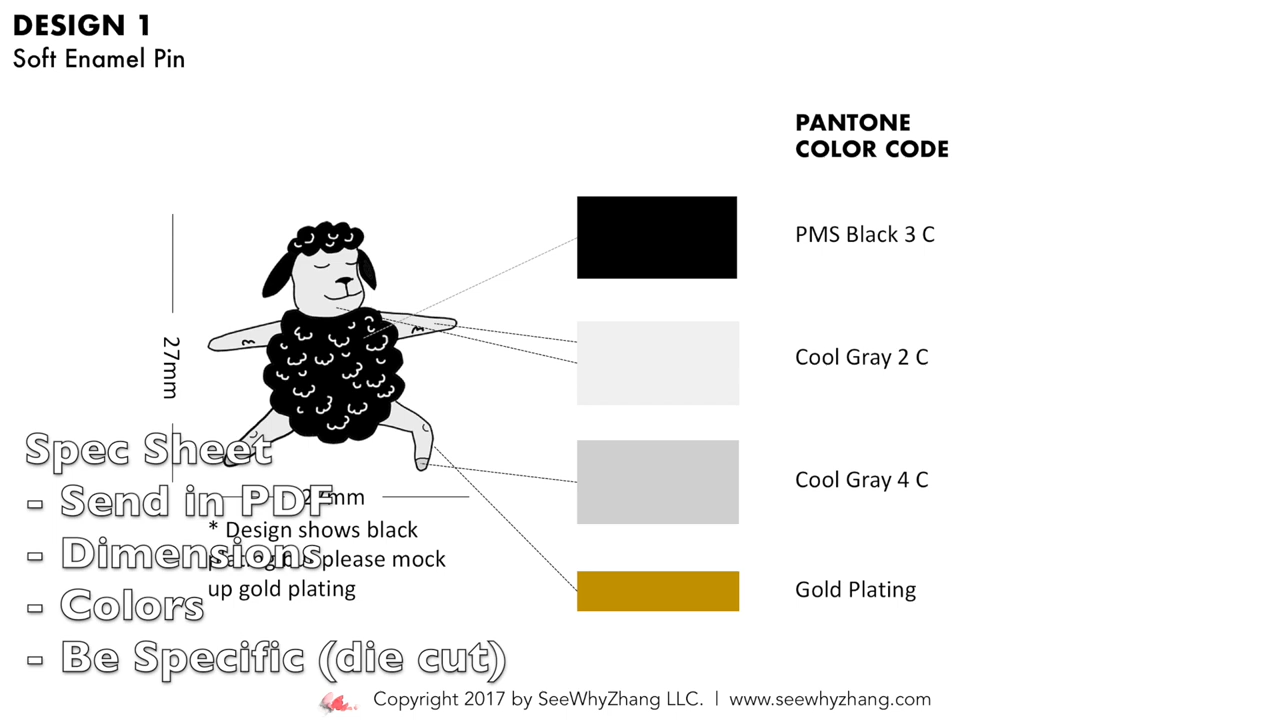 DESIGN 1
Soft Enamel Pin
PANTONE
COLOR CODE
PMS Black 3 C
Cool Gray 2 C
Cool Gray 4 C
Gold Plating
27mm
mm
* Design shows black
please mock
up gold plating
Spec Sheet
- Send in PDF
- Dimensions
- Colors
- Be Specific (die cut)
Copyright 2017 by SeeWhyZhang LLC. | www.seewhyzhang.com